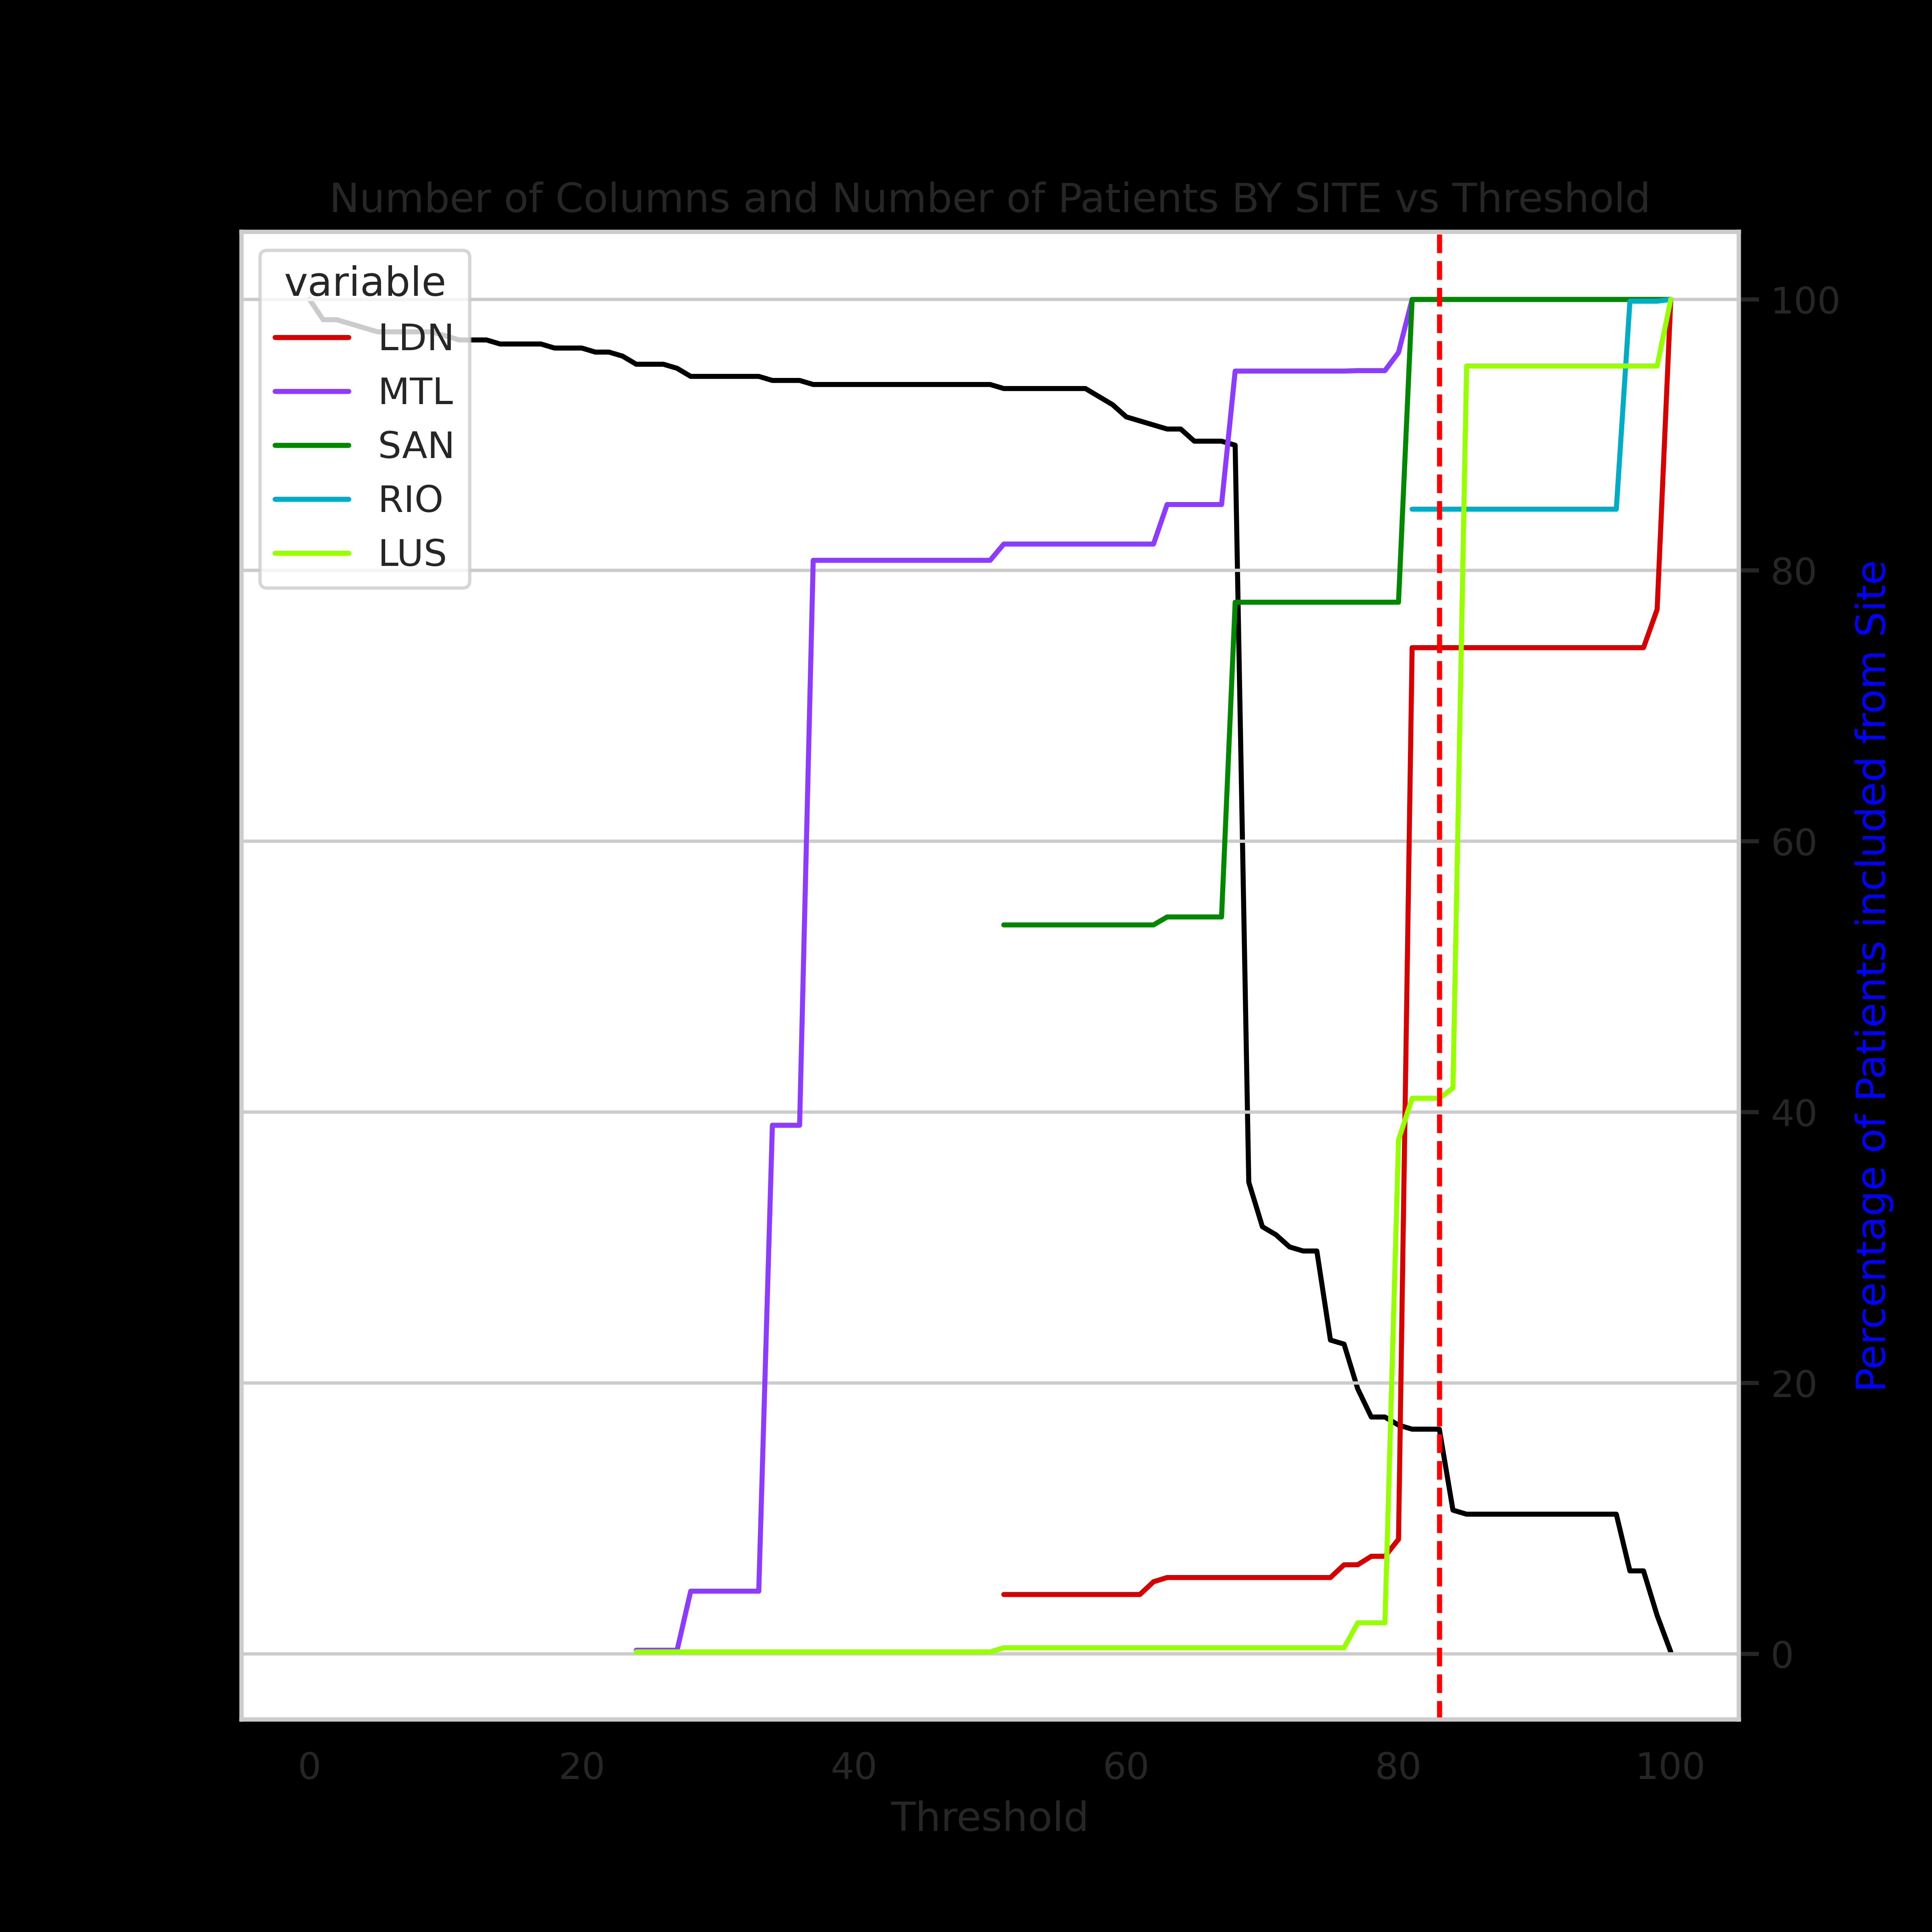 Number of Columns and Number of Patients BY SITE vs Threshold
variable
LDN
MTL
SAN
RIO
LUS
100
80
60
40
20
0
Percentage of Patients included from Site
0 20 40 60 80 100
Threshold